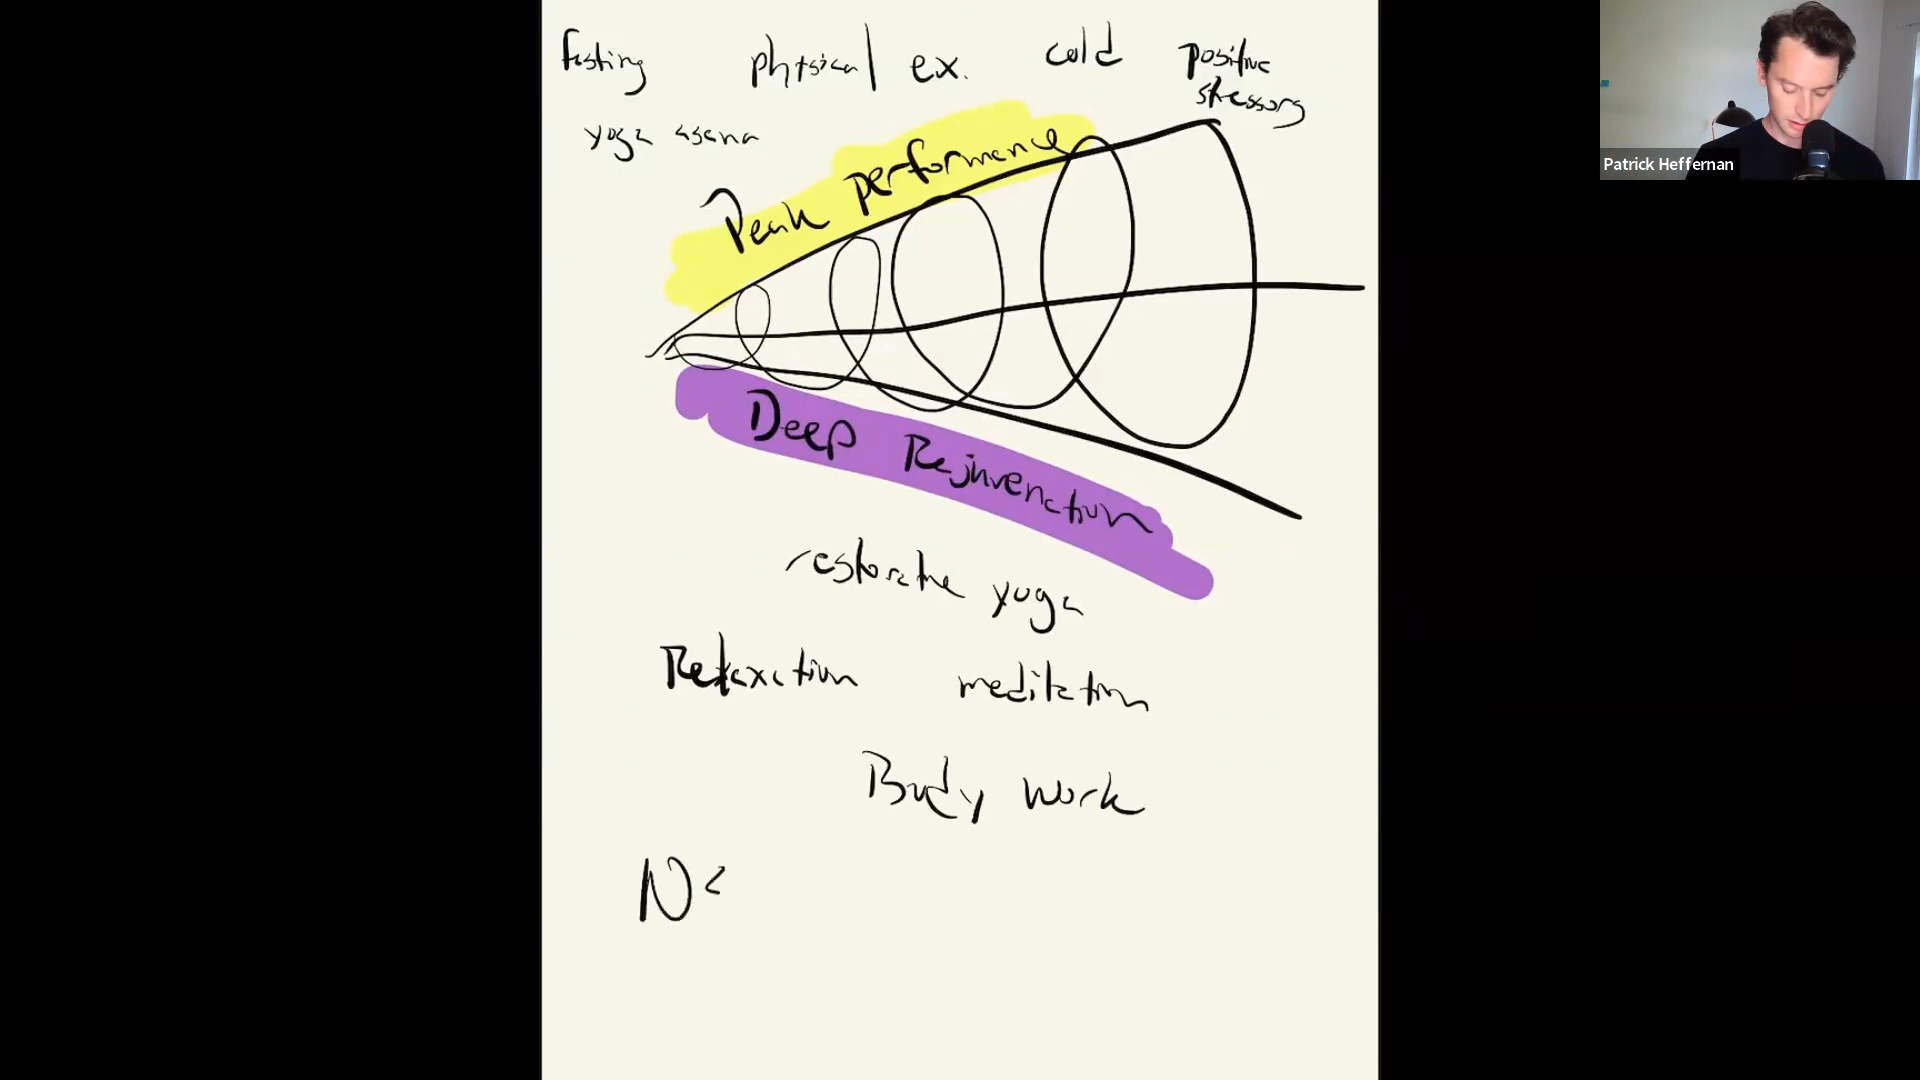 fasting physical ex. cold positive
stressors
yoga asana
Peak performance
Deep Rejuvenation
restorative yoga
Relaxation meditation
Body work
Na
Patrick Heffernan